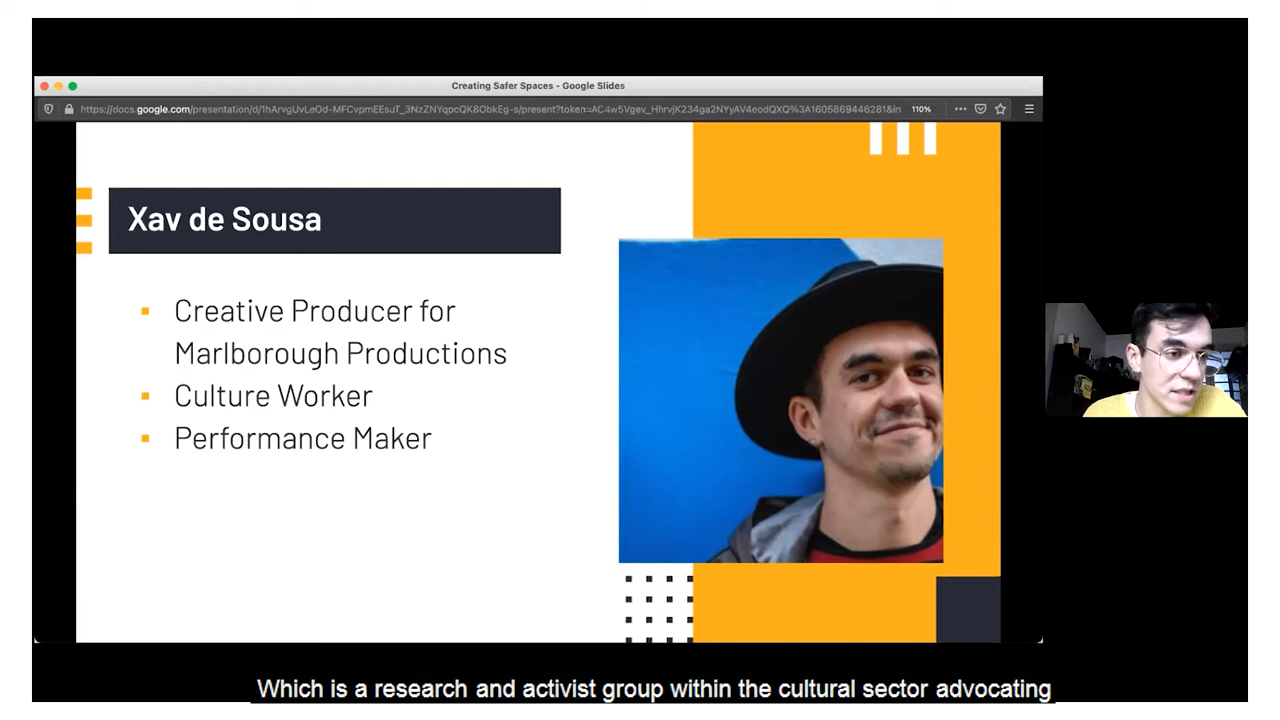 Creating Safer Spaces - Google Slides
110%
Xav de Sousa
Creative Producer for
Marlborough Productions
Culture Worker
Performance Maker
Which is a research and activist group within the cultural sector advocating